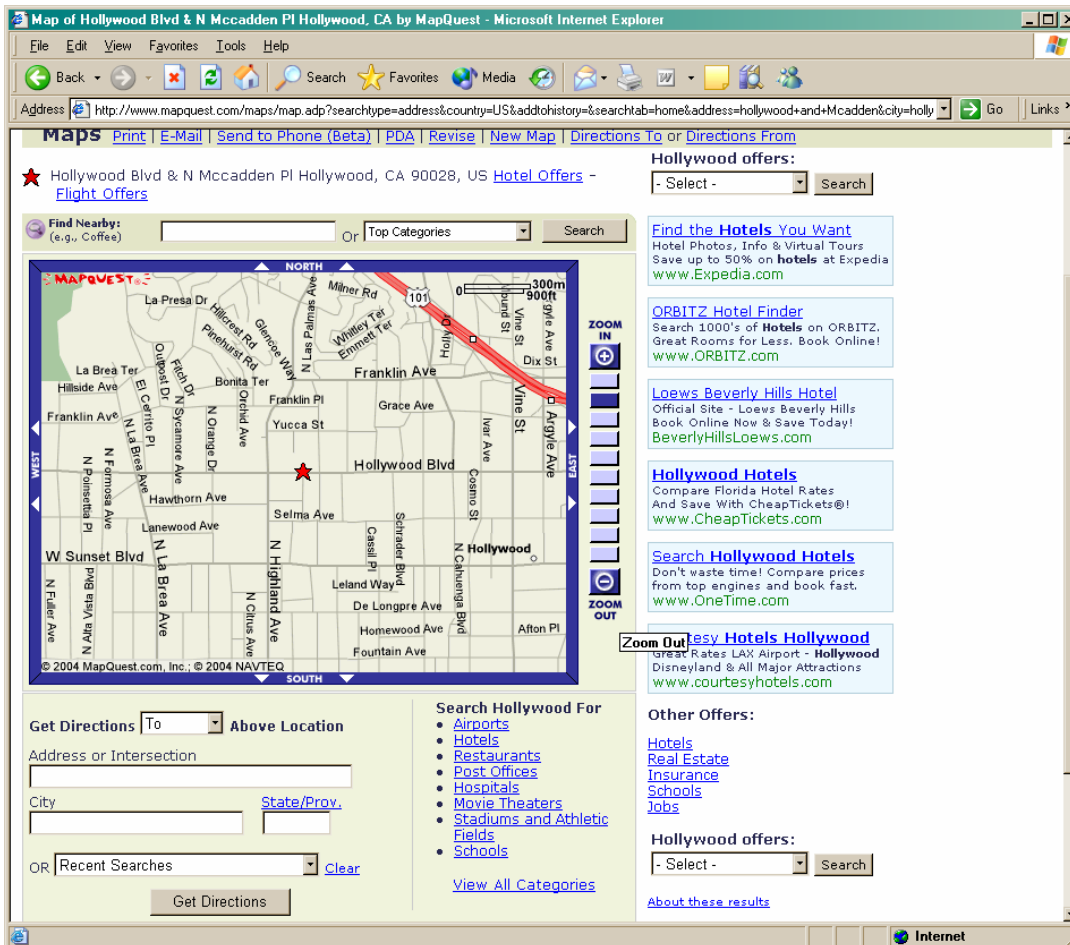 Map of Hollywood Blvd & N Mccadden Pl Hollywood, CA by MapQuest - Microsoft Internet Explorer
File Edit View Favorites Tools Help
Back Search Favorites Media
Address http://www.mapquest.com/maps/map.adp?searchtype=address&country=US&addtohistory=&searchtab=home&address=hollywood+and+Mcadden&city=holly Go Links
Maps Print | E-Mail | Send to Phone (Beta) | PDA | Revise | New Map | Directions To or Directions From
Hollywood Blvd & N Mccadden Pl Hollywood, CA 90028, US Hotel Offers -
Flight Offers
Find Nearby:
(e.g., Coffee)
Or Top Categories Search
NORTH
MAPQUEST
300m
900ft
101
La Presa Dr
Milner Rd
Hillcrest Rd
Pinehurst Rd
Glencoe Way
N Las Palmas Ave
Whitley Ter
Emmett Ter
Holly Dr
Vine St
Argyle Ave
Dix St
La Brea Ter
Outpost Dr
Fitch Dr
Hillside Ave
Bonita Ter
Franklin Ave
El Cerrito Pl
N Sycamore Ave
N Orange Dr
Orchid Ave
Franklin Pl
Grace Ave
Vine St
Franklin Ave
N La Brea Ave
Yucca St
Ivar Ave
Argyle Ave
WEST
EAST
Hollywood Blvd
N Poinsettia Pl
N Formosa Ave
Hawthorn Ave
Cosmo St
Selma Ave
Lanewood Ave
Cassil Pl
Schrader Blvd
W Sunset Blvd
N La Brea Ave
N Highland Ave
Hollywood
N Cahuenga Blvd
Leland Way
N Fuller Ave
N Alta Vista Blvd
N Citrus Ave
De Longpre Ave
Homewood Ave
Afton Pl
Fountain Ave
© 2004 MapQuest.com, Inc.; © 2004 NAVTEQ
SOUTH
ZOOM
IN
ZOOM
OUT
Zoom Out
Get Directions To Above Location
Address or Intersection
City State/Prov.
OR Recent Searches Clear
Get Directions
Search Hollywood For
Airports
Hotels
Restaurants
Post Offices
Hospitals
Movie Theaters
Stadiums and Athletic
Fields
Schools
View All Categories
Hollywood offers:
- Select - Search
Find the Hotels You Want
Hotel Photos, Info & Virtual Tours
Save up to 50% on hotels at Expedia
www.Expedia.com
ORBITZ Hotel Finder
Search 1000's of Hotels on ORBITZ.
Great Rooms for Less. Book Online!
www.ORBITZ.com
Loews Beverly Hills Hotel
Official Site - Loews Beverly Hills
Book Online Now & Save Today!
BeverlyHillsLoews.com
Hollywood Hotels
Compare Florida Hotel Rates
And Save With CheapTickets®!
www.CheapTickets.com
Search Hollywood Hotels
Don't waste time! Compare prices
from top engines and book fast.
www.OneTime.com
Hotels Hollywood
Great Rates LAX Airport - Hollywood
Disneyland & All Major Attractions
www.courtesyhotels.com
Other Offers:
Hotels
Real Estate
Insurance
Schools
Jobs
Hollywood offers:
- Select - Search
About these results
Internet